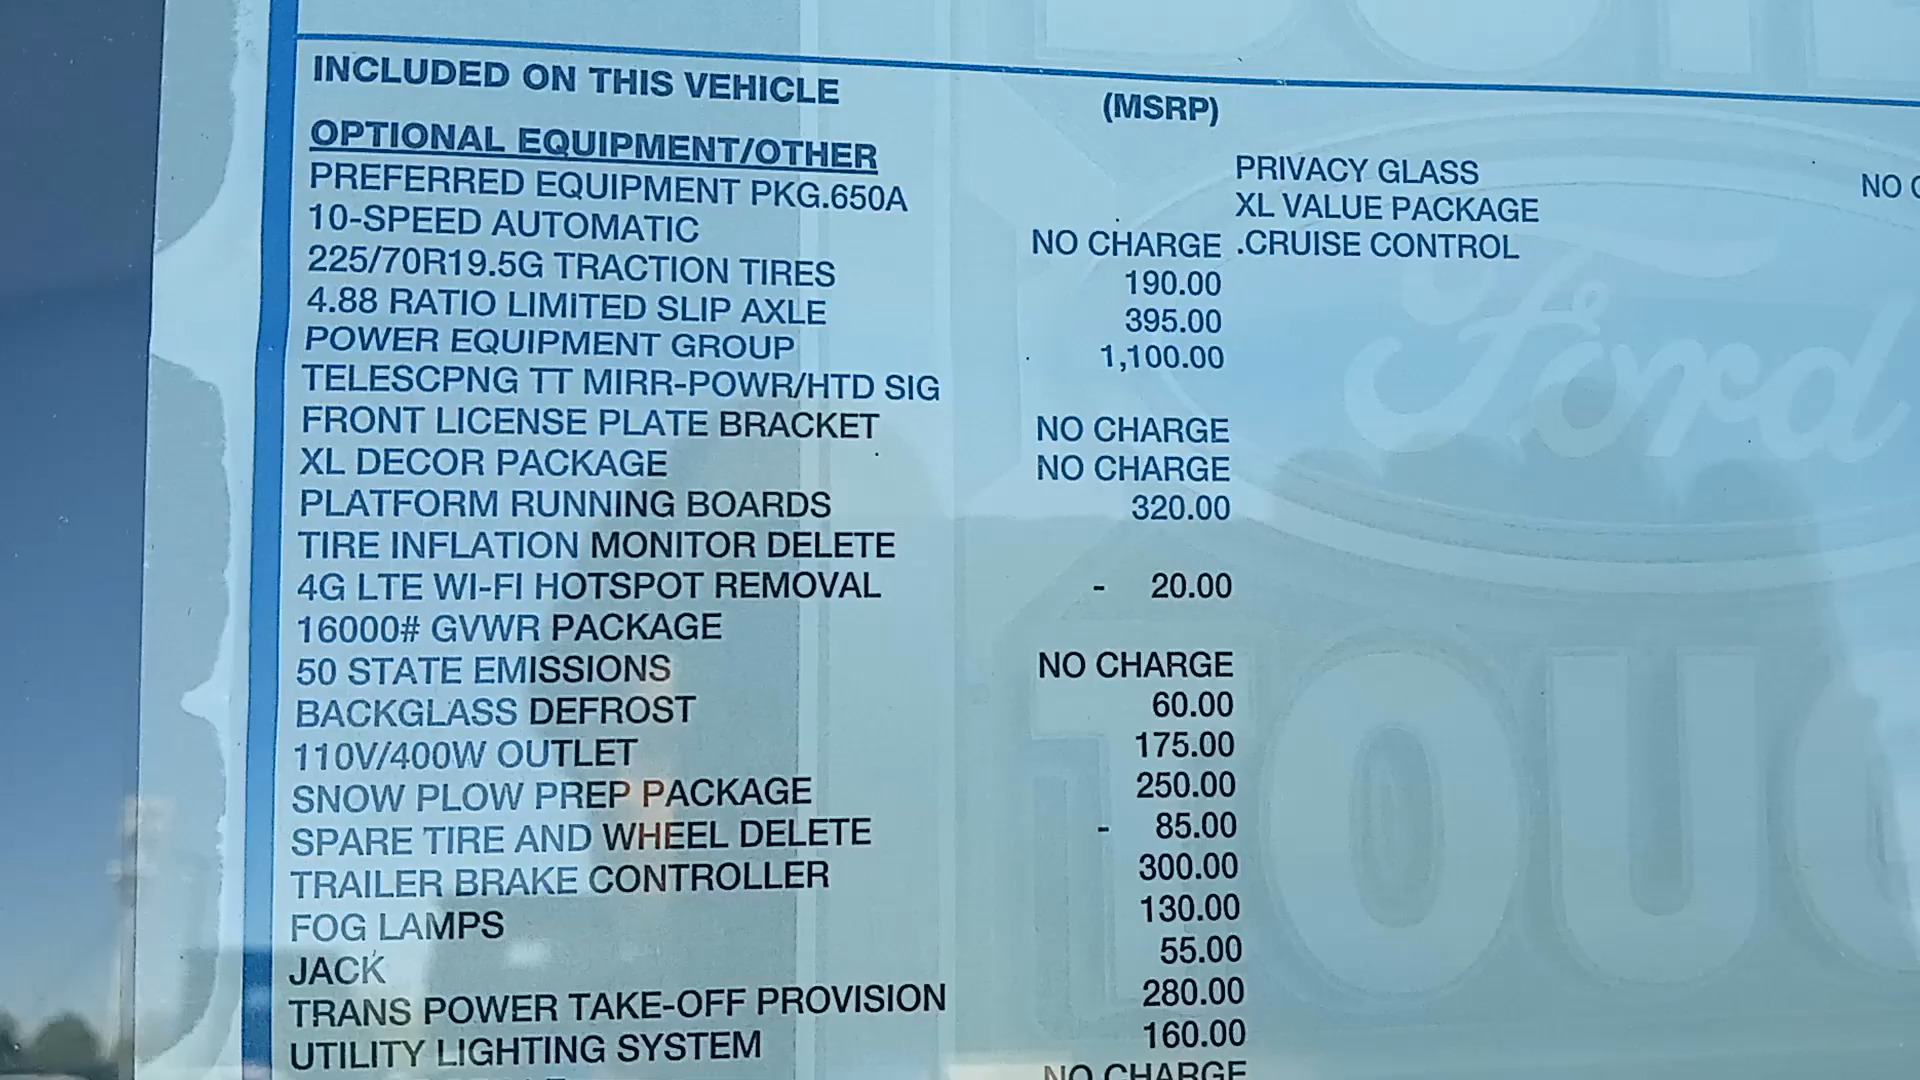 INCLUDED ON THIS VEHICLE (MSRP)
OPTIONAL EQUIPMENT/OTHER
PREFERRED EQUIPMENT PKG.650A
10-SPEED AUTOMATIC NO CHARGE
225/70R19.5G TRACTION TIRES 190.00
4.88 RATIO LIMITED SLIP AXLE 395.00
POWER EQUIPMENT GROUP 1,100.00
TELESCPNG TT MIRR-POWR/HTD SIG
FRONT LICENSE PLATE BRACKET NO CHARGE
XL DECOR PACKAGE NO CHARGE
PLATFORM RUNNING BOARDS 320.00
TIRE INFLATION MONITOR DELETE
4G LTE WI-FI HOTSPOT REMOVAL - 20.00
16000# GVWR PACKAGE
50 STATE EMISSIONS NO CHARGE
BACKGLASS DEFROST 60.00
110V/400W OUTLET 175.00
SNOW PLOW PREP PACKAGE 250.00
SPARE TIRE AND WHEEL DELETE - 85.00
TRAILER BRAKE CONTROLLER 300.00
FOG LAMPS 130.00
JACK 55.00
TRANS POWER TAKE-OFF PROVISION 280.00
UTILITY LIGHTING SYSTEM 160.00
NO CHARGE
PRIVACY GLASS
XL VALUE PACKAGE NO
.CRUISE CONTROL
Ford